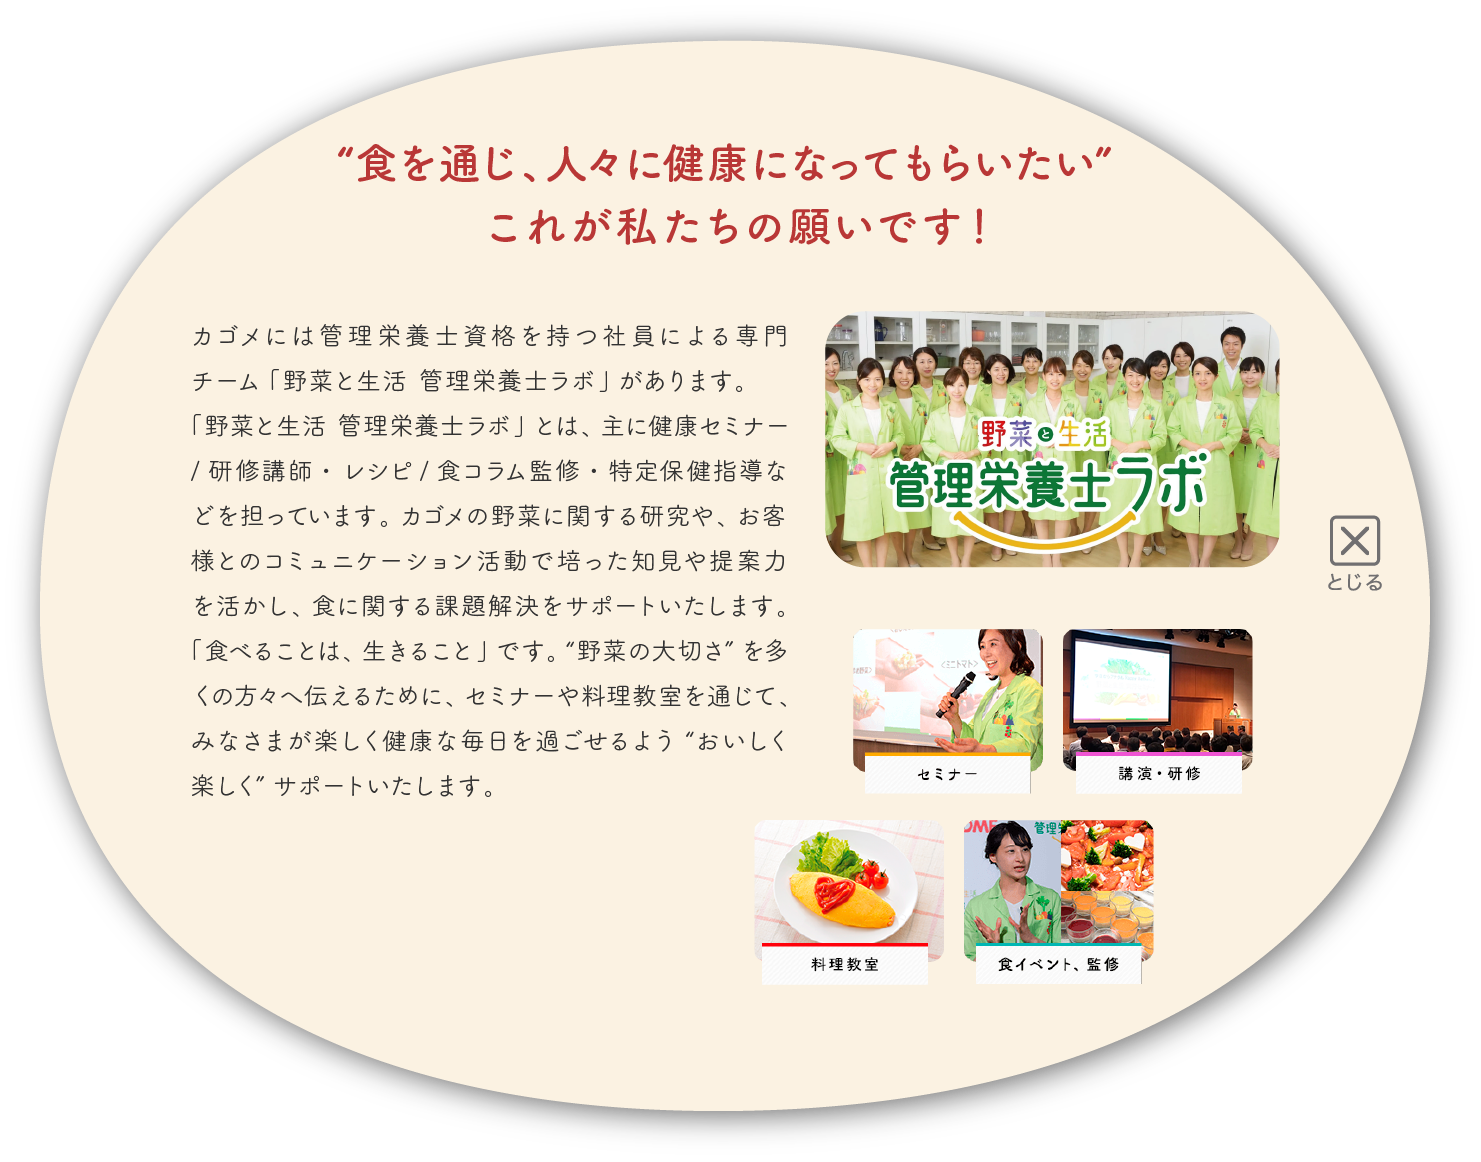 “食を通じ、人々に健康になってもらいたい”
これが私たちの願いです！
カゴメには管理栄養士資格を持つ社員による専門
チーム「野菜と生活 管理栄養士ラボ」があります。
「野菜と生活 管理栄養士ラボ」とは、主に健康セミナー
/ 研修講師・レシピ / 食コラム監修・特定保健指導な
どを担っています。カゴメの野菜に関する研究や、お客
様とのコミュニケーション活動で培った知見や提案力
を活かし、食に関する課題解決をサポートいたします。
「食べることは、生きること」です。“野菜の大切さ” を多
くの方々へ伝えるために、セミナーや料理教室を通じて、
みなさまが楽しく健康な毎日を過ごせるよう “おいしく
楽しく” サポートいたします。
野菜と生活
管理栄養士ラボ
とじる
<ミニトマト>
セミナー
講演・研修
料理教室
食イベント、監修